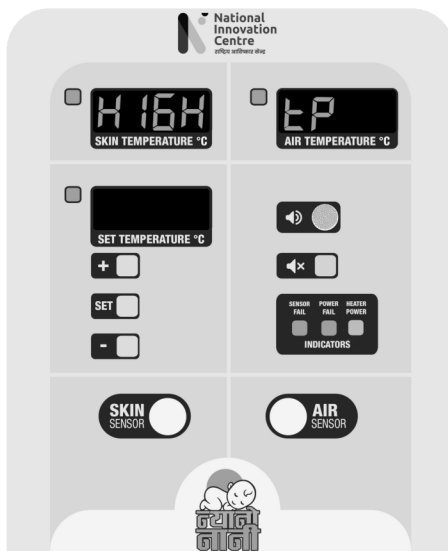 National
Innovation
Centre
राष्ट्रिय आविष्कार केन्द्र
HIGH
SKIN TEMPERATURE °C
tP
AIR TEMPERATURE °C
SET TEMPERATURE °C
+
SET
-
SENSOR FAIL
POWER FAIL
HEATER POWER
INDICATORS
SKIN
SENSOR
AIR
SENSOR
न्यानो
नानी